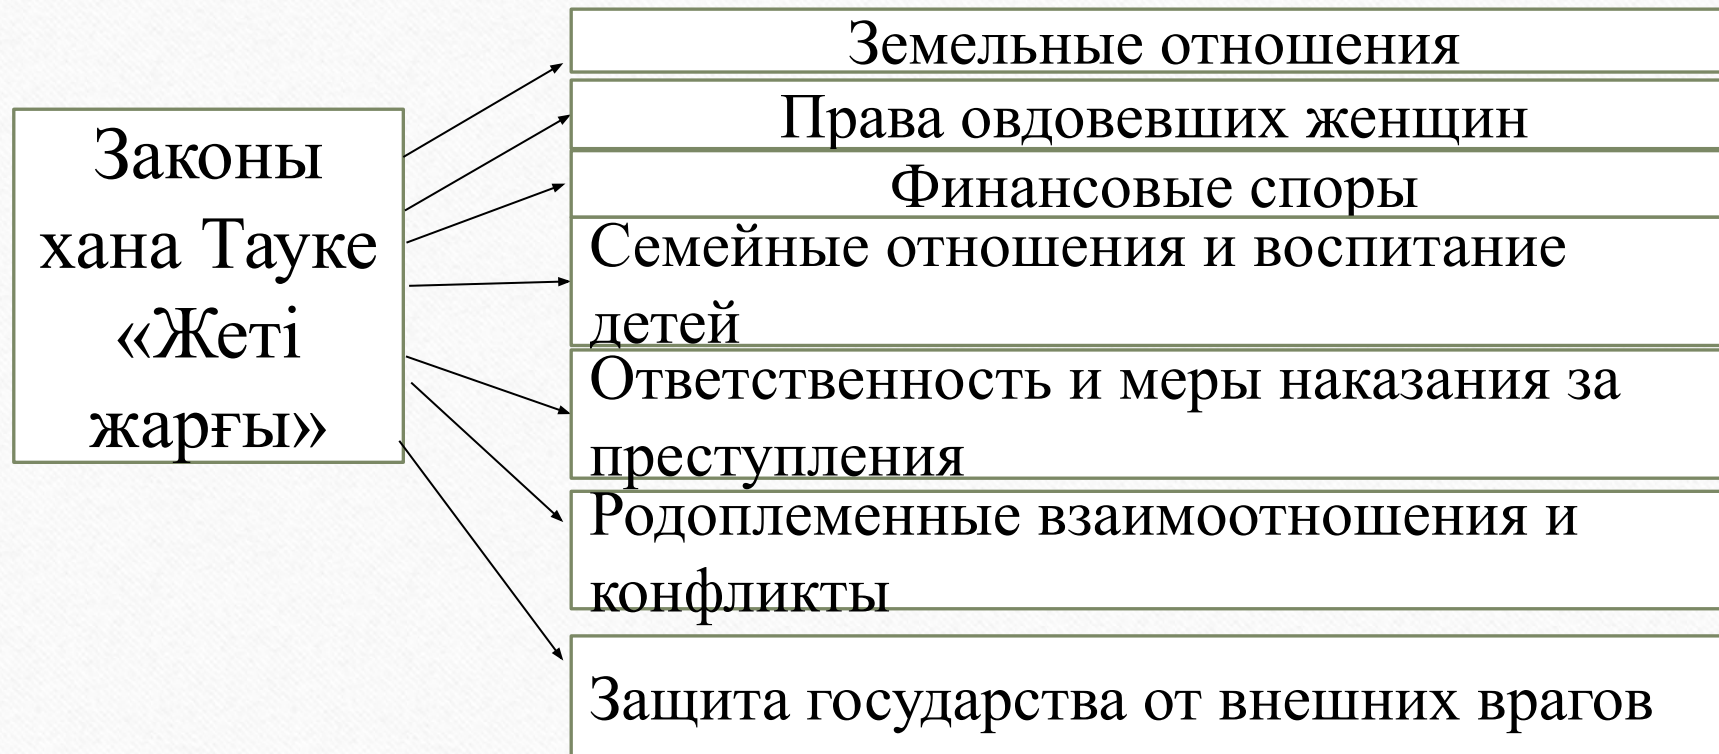 Законы
хана Тауке
«Жеті
жарғы»
Земельные отношения
Права овдовевших женщин
Финансовые споры
Семейные отношения и воспитание
детей
Ответственность и меры наказания за
преступления
Родоплеменные взаимоотношения и
конфликты
Защита государства от внешних врагов